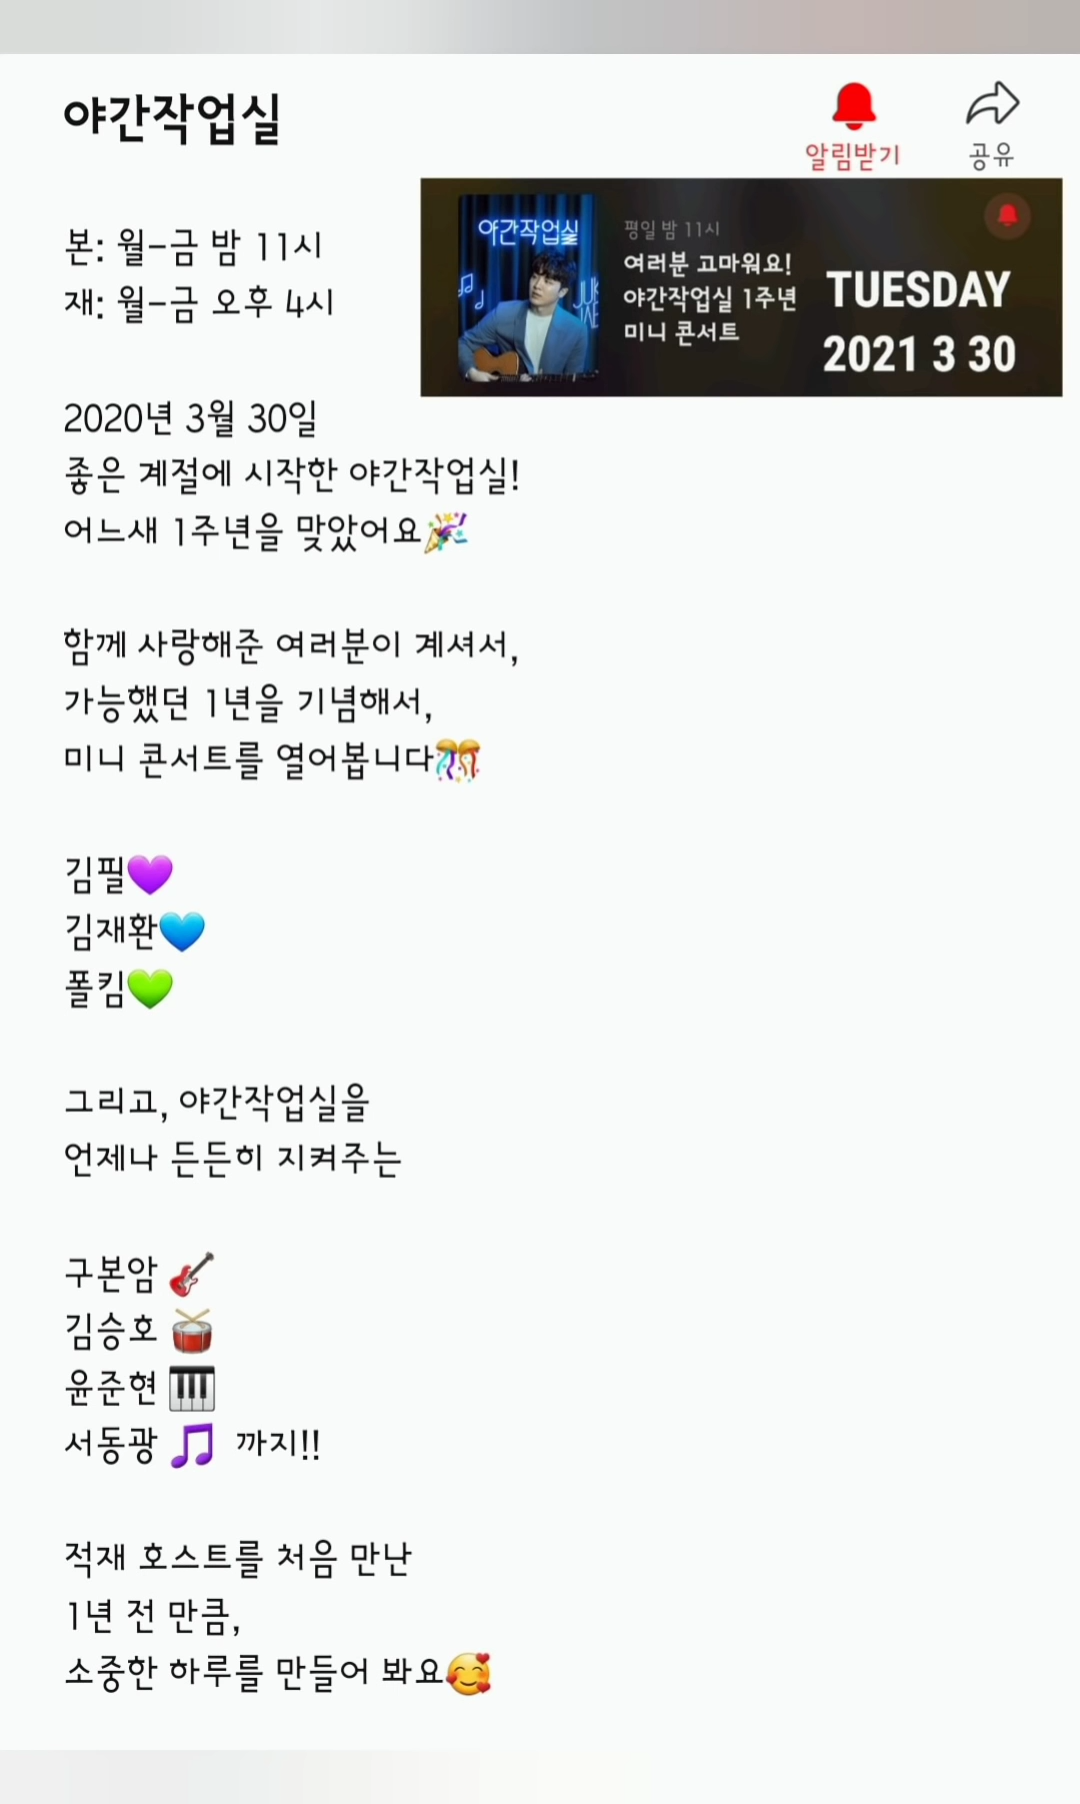 야간작업실
알림받기
공유
본: 월-금 밤 11시
재: 월-금 오후 4시
야간작업실
평일 밤 11시
여러분 고마워요!
야간작업실 1주년
미니 콘서트
TUESDAY
2021 3 30
2020년 3월 30일
좋은 계절에 시작한 야간작업실!
어느새 1주년을 맞았어요🎉
함께 사랑해준 여러분이 계셔서,
가능했던 1년을 기념해서,
미니 콘서트를 열어봅니다🎊
김필💜
김재환💙
폴킴💚
그리고, 야간작업실을
언제나 든든히 지켜주는
구본암 🎸
김승호 🥁
윤준현 🎹
서동광 🎵 까지!!
적재 호스트를 처음 만난
1년 전 만큼,
소중한 하루를 만들어 봐요🥰